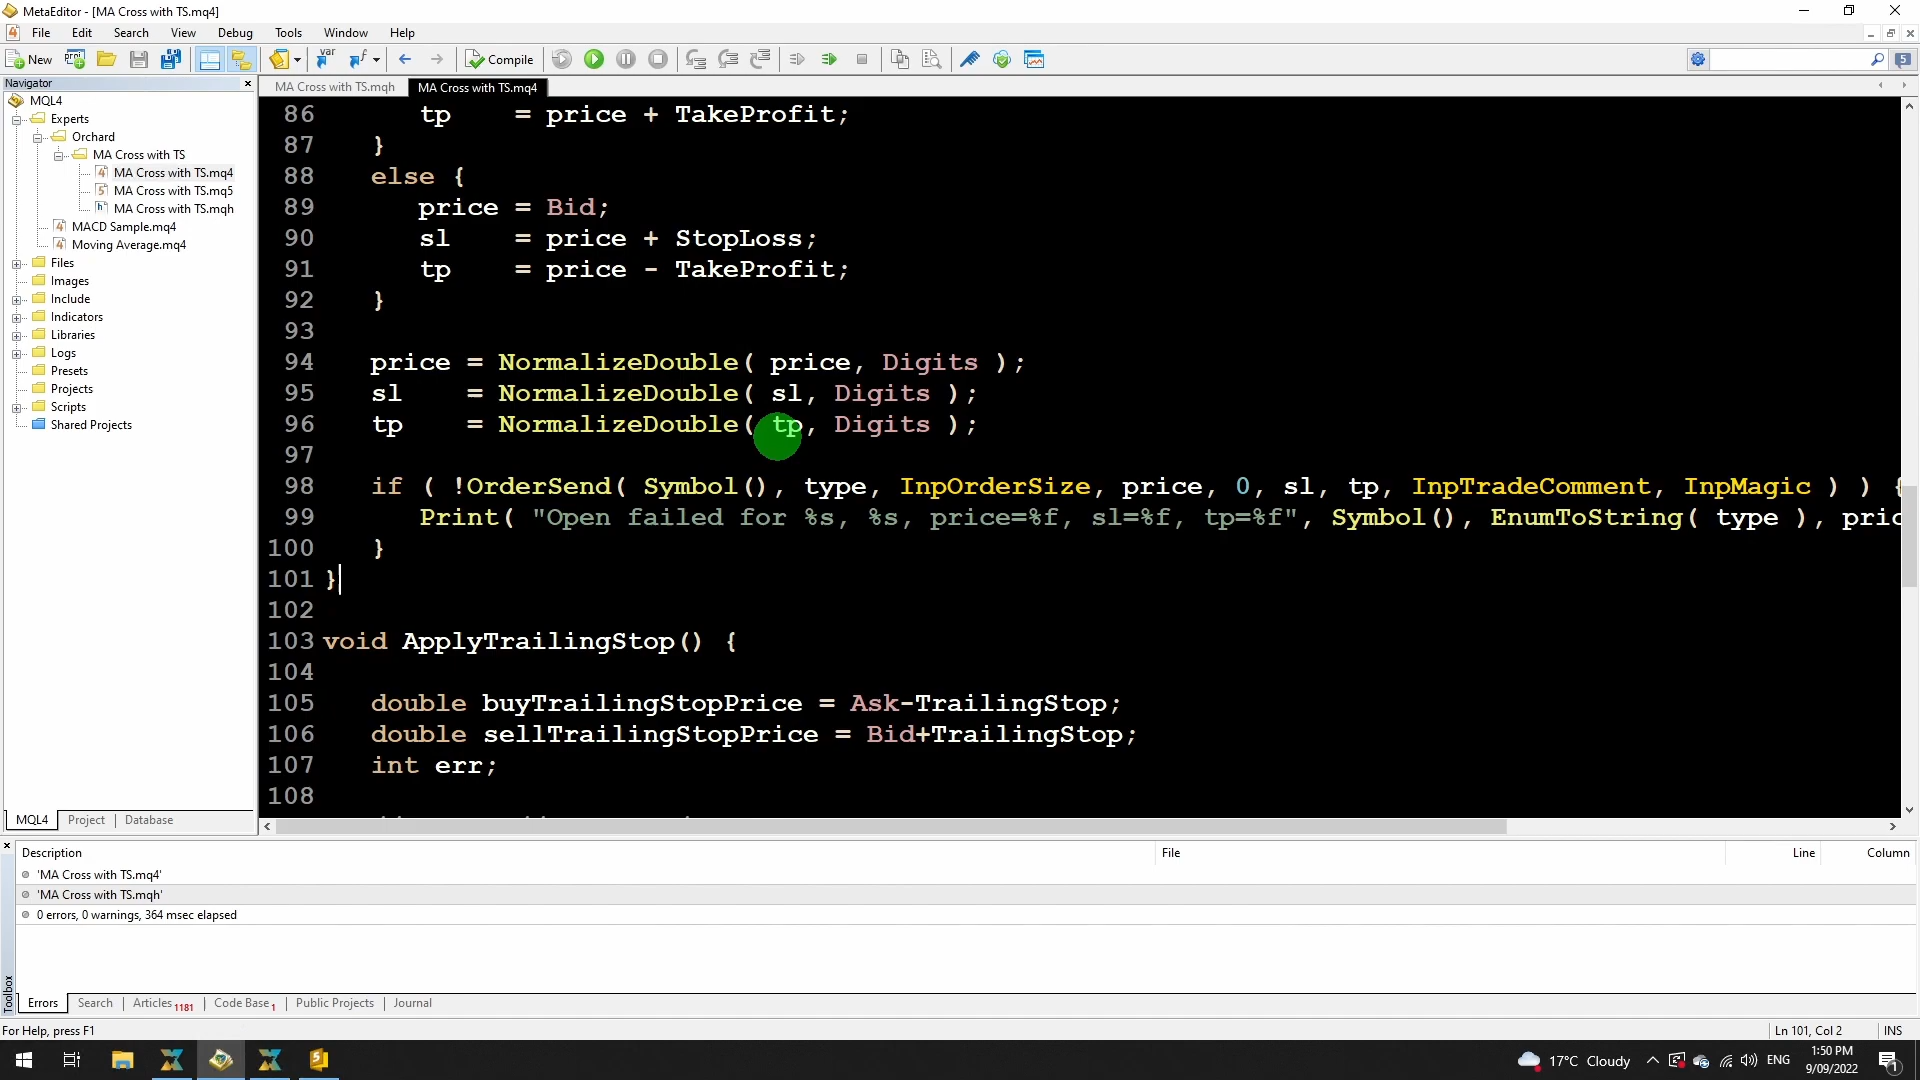 MetaEditor - [MA Cross with TS.mq4]
File Edit Search View Debug Tools Window Help
New var Compile 5
Navigator
MA Cross with TS.mqh MA Cross with TS.mq4
MQL4
Experts
Orchard
MA Cross with TS
MA Cross with TS.mq4
MA Cross with TS.mq5
MA Cross with TS.mqh
MACD Sample.mq4
Moving Average.mq4
Files
Images
Include
Indicators
Libraries
Logs
Presets
Projects
Scripts
Shared Projects
MQL4 Project Database
86 tp = price + TakeProfit;
87 }
88 else {
89 price = Bid;
90 sl = price + StopLoss;
91 tp = price - TakeProfit;
92 }
93
94 price = NormalizeDouble( price, Digits );
95 sl = NormalizeDouble( sl, Digits );
96 tp = NormalizeDouble( tp, Digits );
97
98 if ( !OrderSend( Symbol(), type, InpOrderSize, price, 0, sl, tp, InpTradeComment, InpMagic ) ) {
99 Print( "Open failed for %s, %s, price=%f, sl=%f, tp=%f", Symbol(), EnumToString( type ), pric
100 }
101 }
102
103 void ApplyTrailingStop() {
104
105 double buyTrailingStopPrice = Ask-TrailingStop;
106 double sellTrailingStopPrice = Bid+TrailingStop;
107 int err;
108
Description File Line Column
'MA Cross with TS.mq4'
'MA Cross with TS.mqh'
0 errors, 0 warnings, 364 msec elapsed
Toolbox
Errors Search Articles 1181 Code Base 1 Public Projects Journal
For Help, press F1 Ln 101, Col 2 INS
17°C Cloudy ENG 1:50 PM
9/09/2022 1